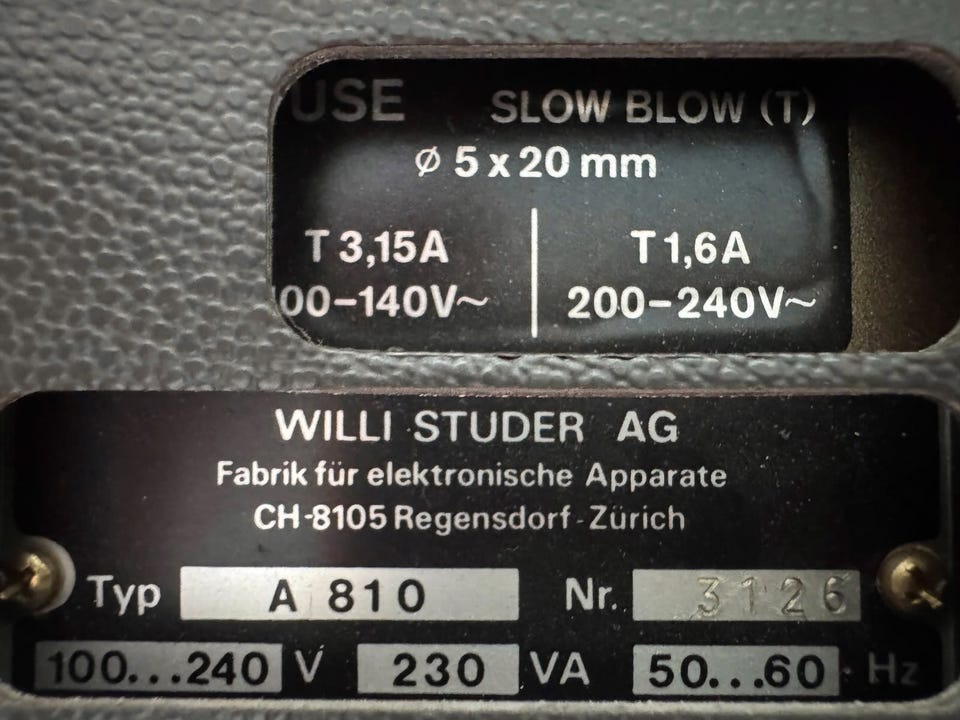 USE SLOW BLOW (T)
⌀ 5 x 20 mm
T 3,15A T 1,6A
00–140V~ 200–240V~
WILLI STUDER AG
Fabrik für elektronische Apparate
CH-8105 Regensdorf-Zürich
Typ A 810 Nr. 3126
100...240 V 230 VA 50...60 Hz